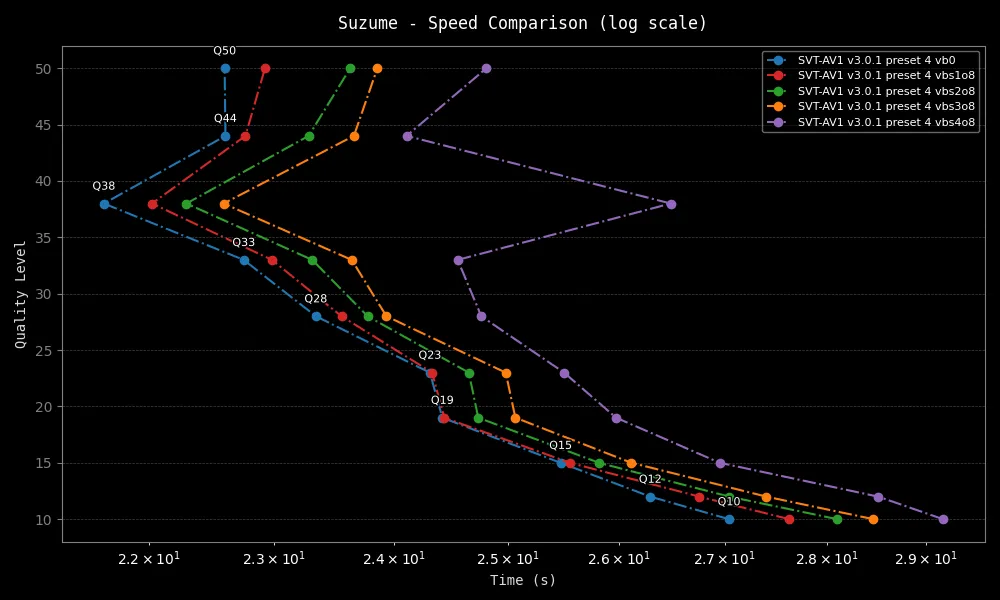 Suzume - Speed Comparison (log scale)
SVT-AV1 v3.0.1 preset 4 vb0
SVT-AV1 v3.0.1 preset 4 vbs1o8
SVT-AV1 v3.0.1 preset 4 vbs2o8
SVT-AV1 v3.0.1 preset 4 vbs3o8
SVT-AV1 v3.0.1 preset 4 vbs4o8
Quality Level
50
45
40
35
30
25
20
15
10
Q50
Q44
Q38
Q33
Q28
Q23
Q19
Q15
Q12
Q10
2.2 × 10¹ 2.3 × 10¹ 2.4 × 10¹ 2.5 × 10¹ 2.6 × 10¹ 2.7 × 10¹ 2.8 × 10¹ 2.9 × 10¹
Time (s)